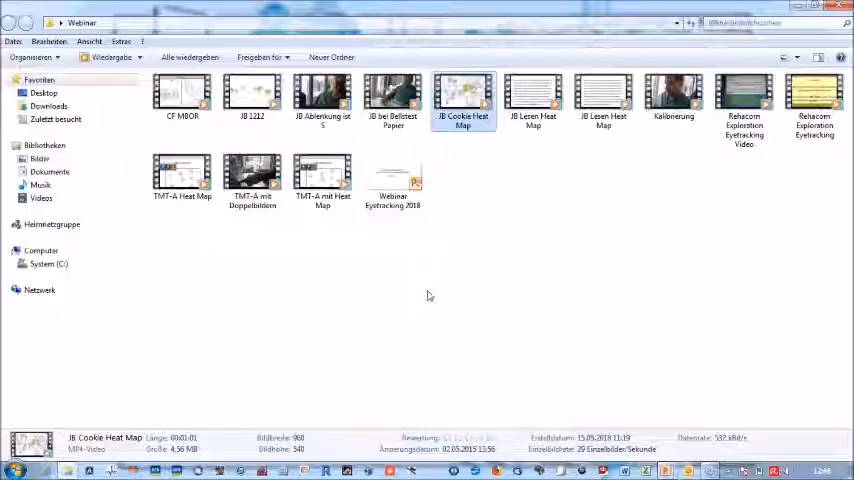 Webinar
Datei Bearbeiten Ansicht Extras ?
Organisieren Wiedergabe Alle wiedergeben Freigeben für Neuer Ordner
Favoriten
Desktop
Downloads
Zuletzt besucht
Bibliotheken
Bilder
Dokumente
Musik
Videos
Heimnetzgruppe
Computer
System (C:)
Netzwerk
CF MBOR
JB 1212
JB Ablenkung ist
S
JB bei Bellstest
Papier
JB Cookie Heat
Map
JB Lesen Heat
Map
JB Lesen Heat
Map
Kalibrierung
Rehacom
Exploration
Eyetracking
Video
Rehacom
Exploration
Eyetracking
TMT-A Heat Map
TMT-A mit
Doppelbildern
TMT-A mit Heat
Map
Webinar
Eyetracking 2018
JB Cookie Heat Map Länge: 00:01:01 Bildbreite: 960 Bewertung: Erstelldatum: 15.05.2018 11:19 Datenrate: 532 kBit/s
MP4-Video Größe: 4,56 MB Bildhöhe: 540 Änderungsdatum: 02.05.2015 13:56 Einzelbildrate: 29 Einzelbilder/Sekunde
12:46